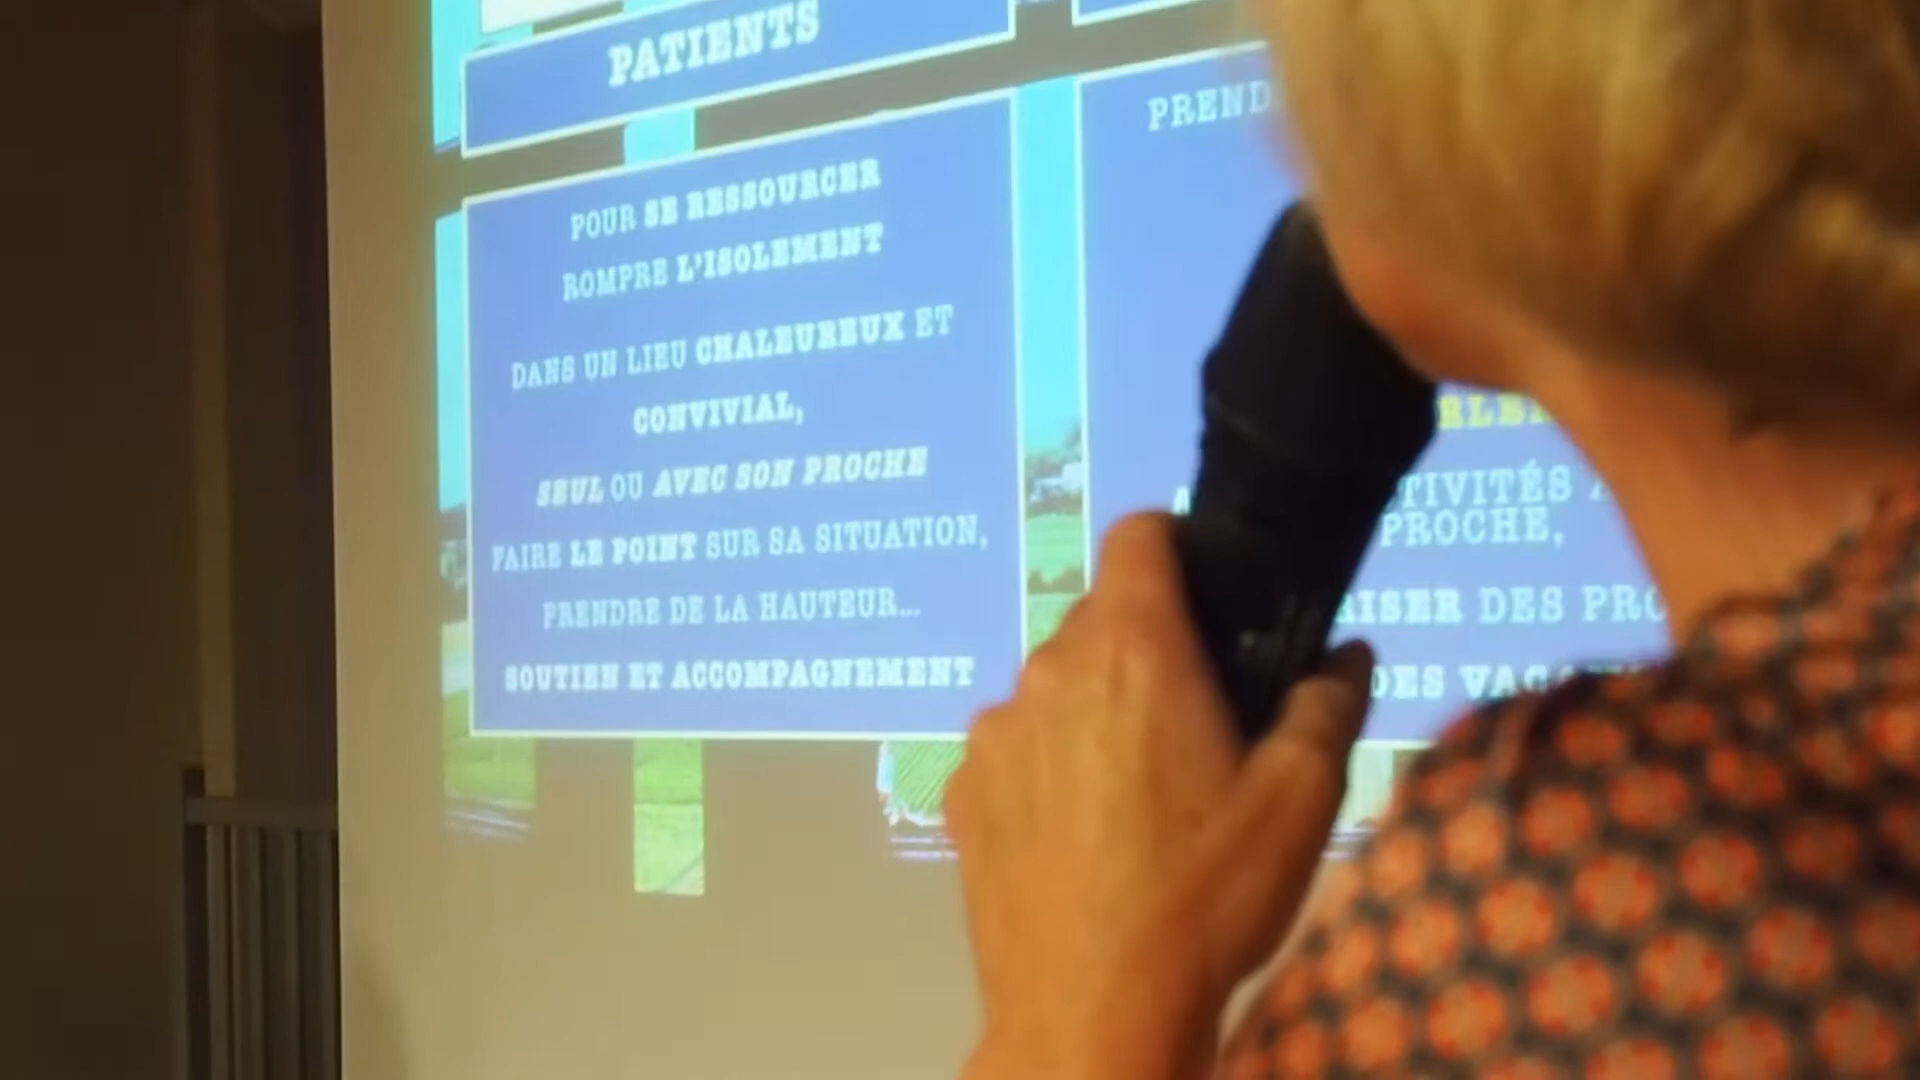 PATIENTS
POUR SE RESSOURCER
ROMPRE L'ISOLEMENT
DANS UN LIEU CHALEUREUX ET
CONVIVIAL,
SEUL OU AVEC SON PROCHE
FAIRE LE POINT SUR SA SITUATION,
PRENDRE DE LA HAUTEUR...
SOUTIEN ET ACCOMPAGNEMENT
PROCHE,
DES